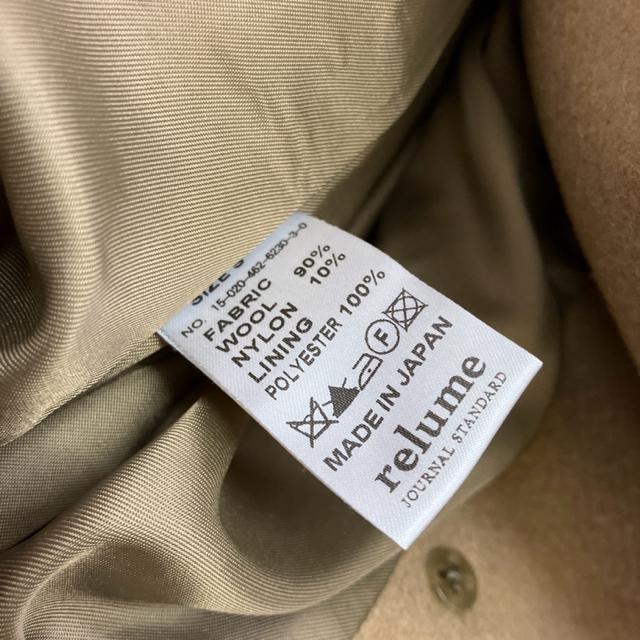 SIZE
NO. 15-020-462-6230-3-0
FABRIC
WOOL 90%
NYLON 10%
LINING
POLYESTER 100%
F
MADE IN JAPAN
relume
JOURNAL STANDARD